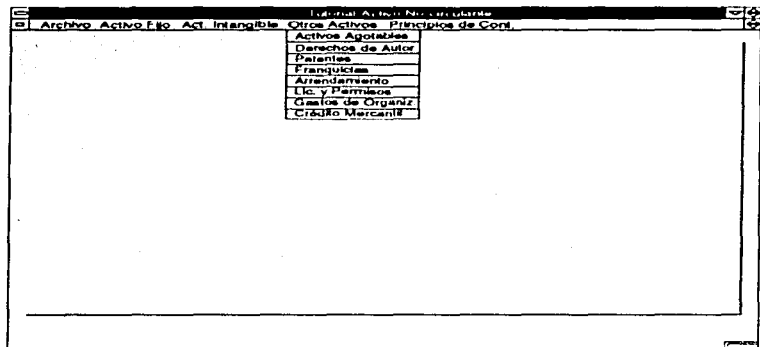 Tutorial Activo No circulante
Archivo Activo Fijo Act. Intangible Otros Activos Principios de Cont.
Activos Agotables
Derechos de Autor
Patentes
Franquicias
Arrendamiento
Lic. y Permisos
Gastos de Organiz.
Crédito Mercantil